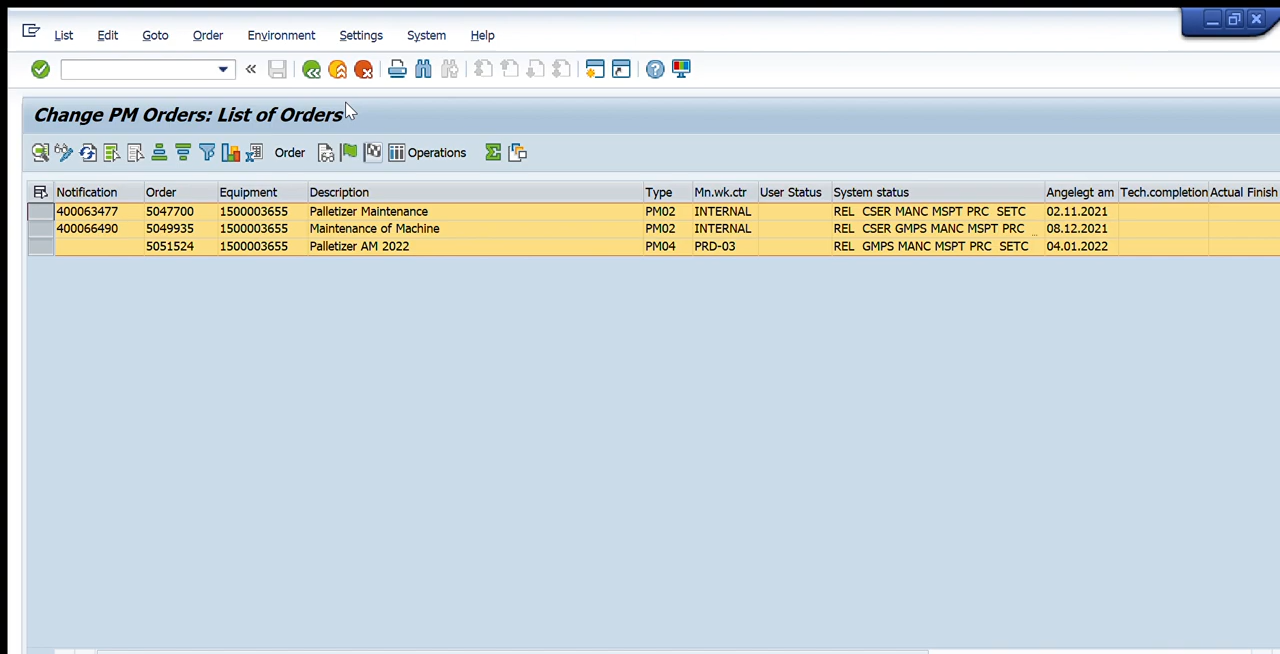 List Edit Goto Order Environment Settings System Help
Change PM Orders: List of Orders
Order Operations
Notification Order Equipment Description Type Mn.wk.ctr User Status System status Angelegt am Tech.completion Actual Finish
400063477 5047700 1500003655 Palletizer Maintenance PM02 INTERNAL REL CSER MANC MSPT PRC SETC 02.11.2021
400066490 5049935 1500003655 Maintenance of Machine PM02 INTERNAL REL CSER GMPS MANC MSPT PRC ... 08.12.2021
5051524 1500003655 Palletizer AM 2022 PM04 PRD-03 REL GMPS MANC MSPT PRC SETC 04.01.2022